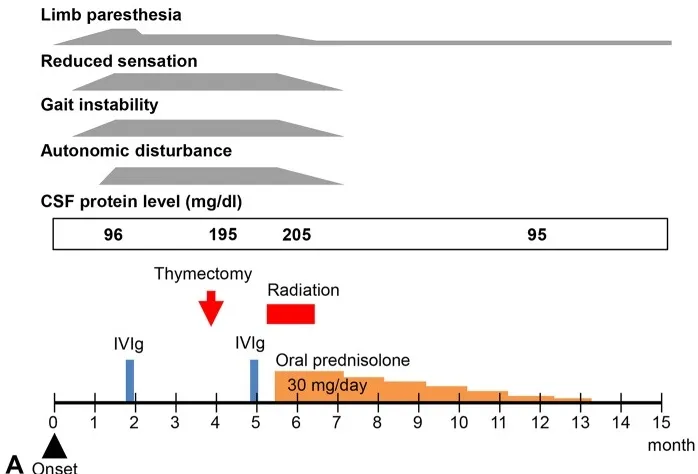 Limb paresthesia
Reduced sensation
Gait instability
Autonomic disturbance
CSF protein level (mg/dl)
96 195 205 95
Thymectomy
Radiation
IVIg IVIg
Oral prednisolone
30 mg/day
0 1 2 3 4 5 6 7 8 9 10 11 12 13 14 15
month
A Onset